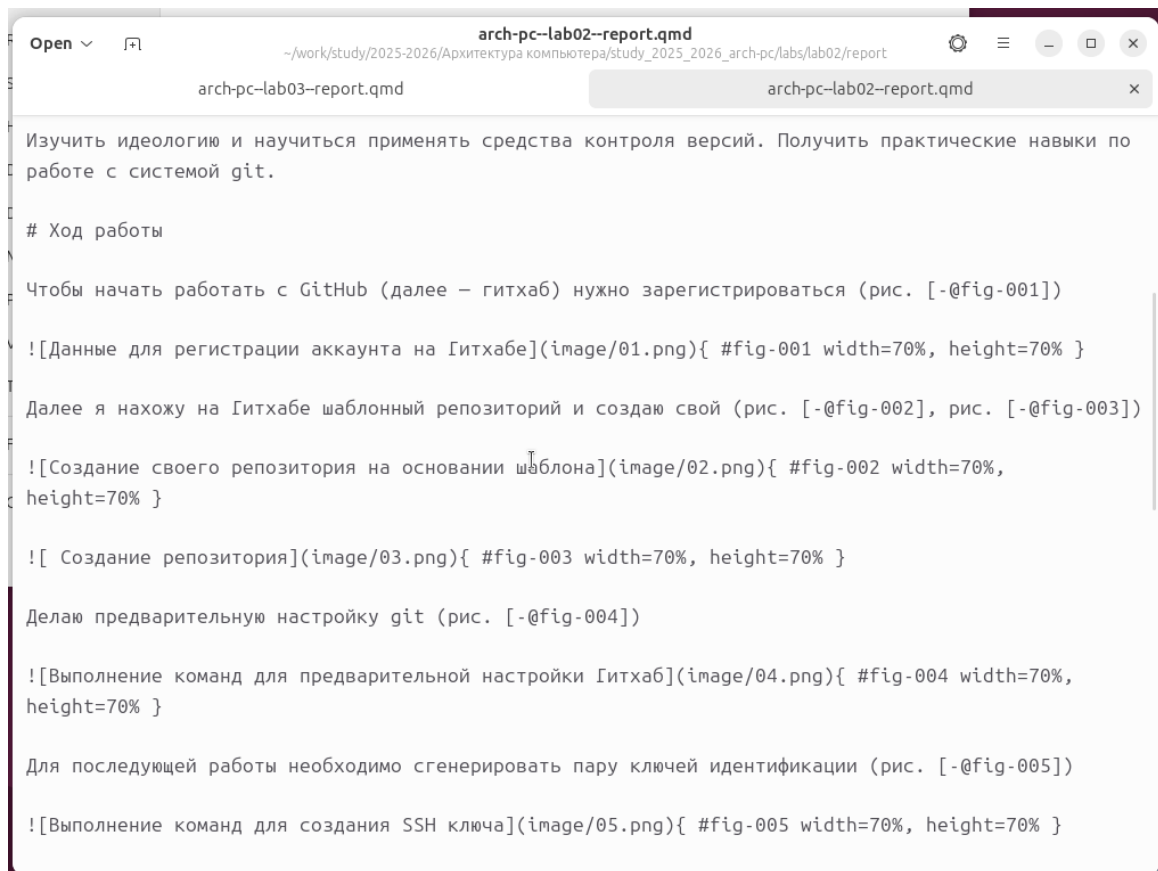 Open
arch-pc--lab02--report.qmd
~/work/study/2025-2026/Архитектура компьютера/study_2025_2026_arch-pc/labs/lab02/report
arch-pc--lab03--report.qmd
arch-pc--lab02--report.qmd
Изучить идеологию и научиться применять средства контроля версий. Получить практические навыки по
работе с системой git.
# Ход работы
Чтобы начать работать с GitHub (далее — гитхаб) нужно зарегистрироваться (рис. [-@fig-001])
![Данные для регистрации аккаунта на Гитхабе](image/01.png){ #fig-001 width=70%, height=70% }
Далее я нахожу на Гитхабе шаблонный репозиторий и создаю свой (рис. [-@fig-002], рис. [-@fig-003])
![Создание своего репозитория на основании шаблона](image/02.png){ #fig-002 width=70%,
height=70% }
![ Создание репозитория](image/03.png){ #fig-003 width=70%, height=70% }
Делаю предварительную настройку git (рис. [-@fig-004])
![Выполнение команд для предварительной настройки Гитхаб](image/04.png){ #fig-004 width=70%,
height=70% }
Для последующей работы необходимо сгенерировать пару ключей идентификации (рис. [-@fig-005])
![Выполнение команд для создания SSH ключа](image/05.png){ #fig-005 width=70%, height=70% }